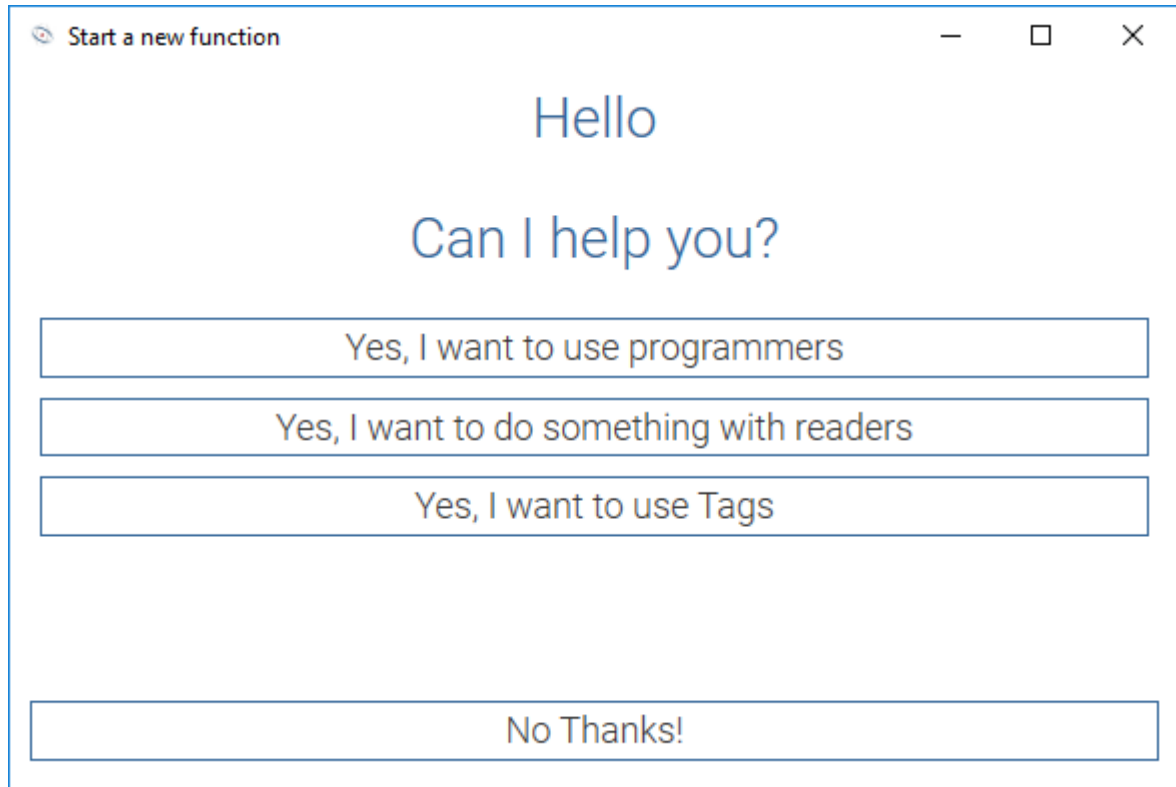 Start a new function
Hello
Can I help you?
Yes, I want to use programmers
Yes, I want to do something with readers
Yes, I want to use Tags
No Thanks!